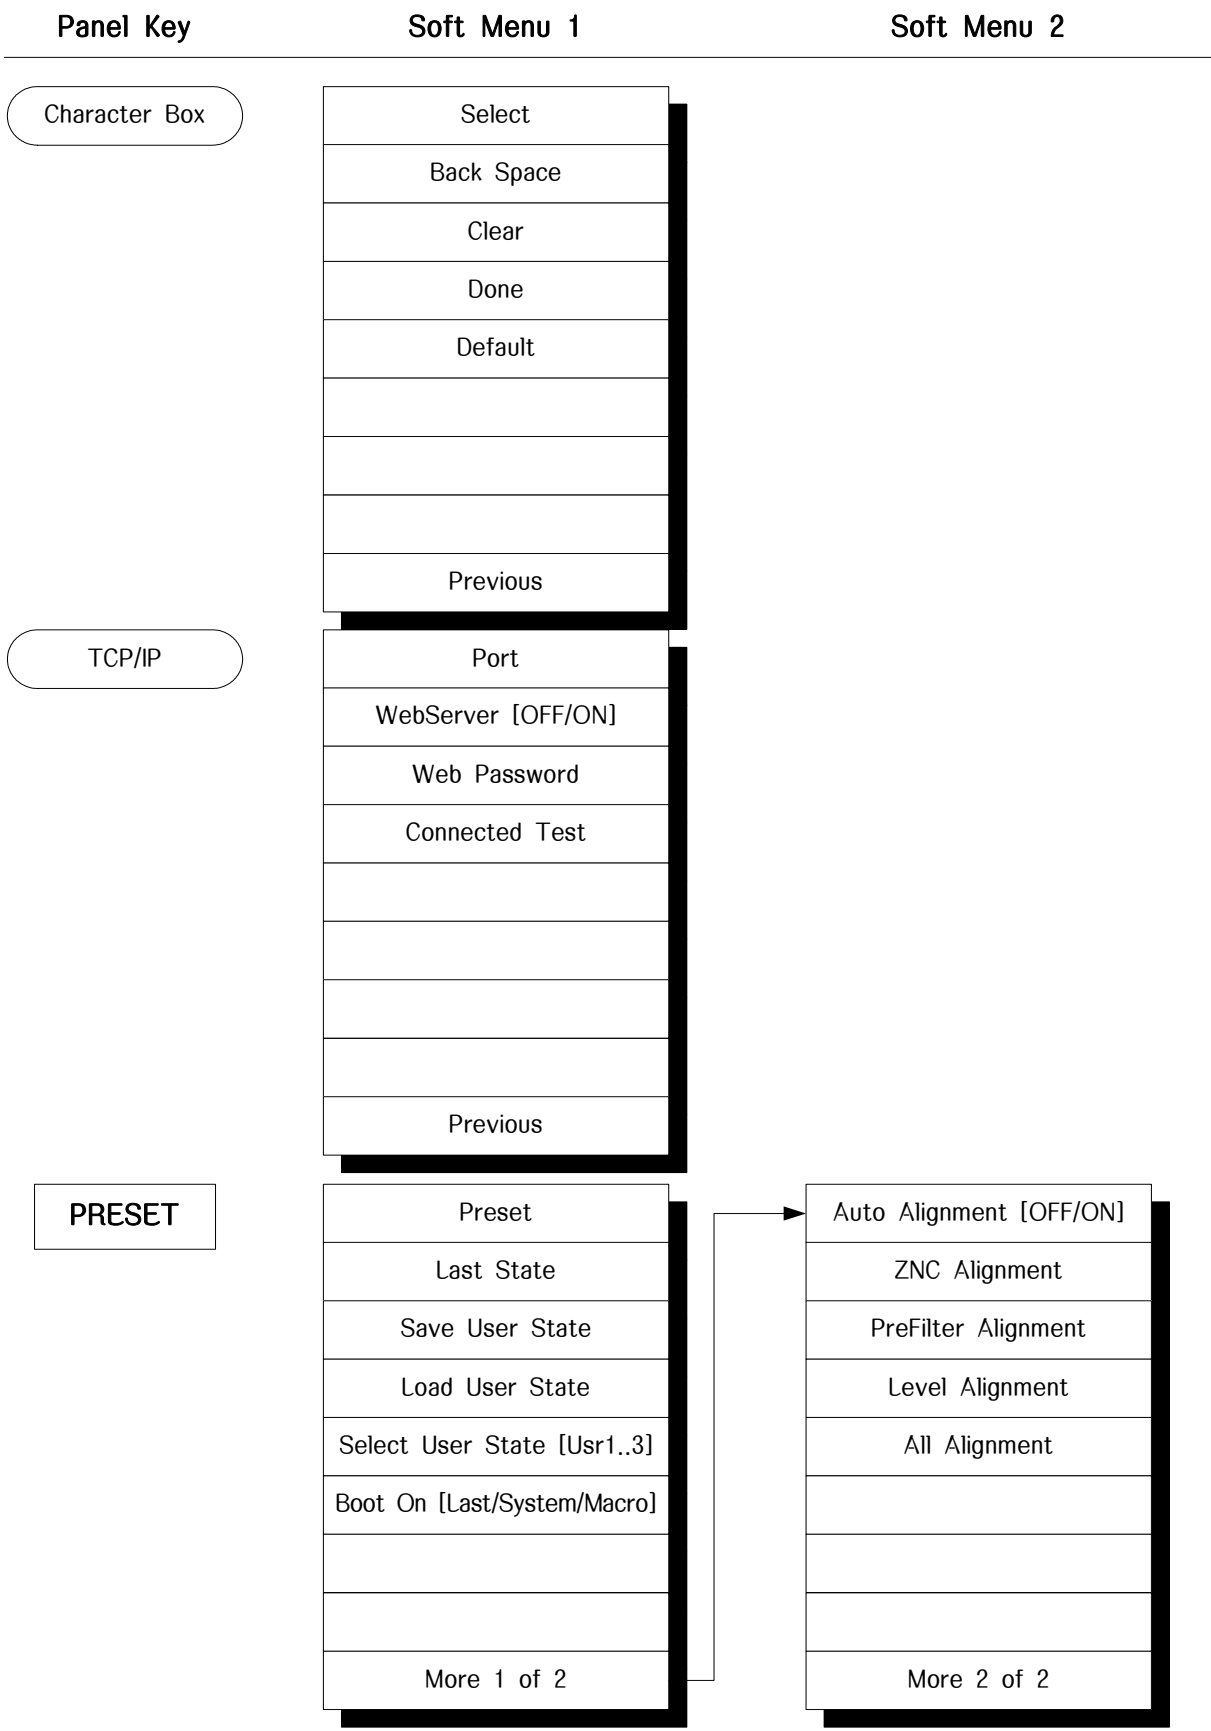 Panel Key Soft Menu 1 Soft Menu 2
Character Box
Select
Back Space
Clear
Done
Default
Previous
TCP/IP
Port
WebServer [OFF/ON]
Web Password
Connected Test
Previous
PRESET
Preset
Last State
Save User State
Load User State
Select User State [Usr1..3]
Boot On [Last/System/Macro]
More 1 of 2
Auto Alignment [OFF/ON]
ZNC Alignment
PreFilter Alignment
Level Alignment
All Alignment
More 2 of 2